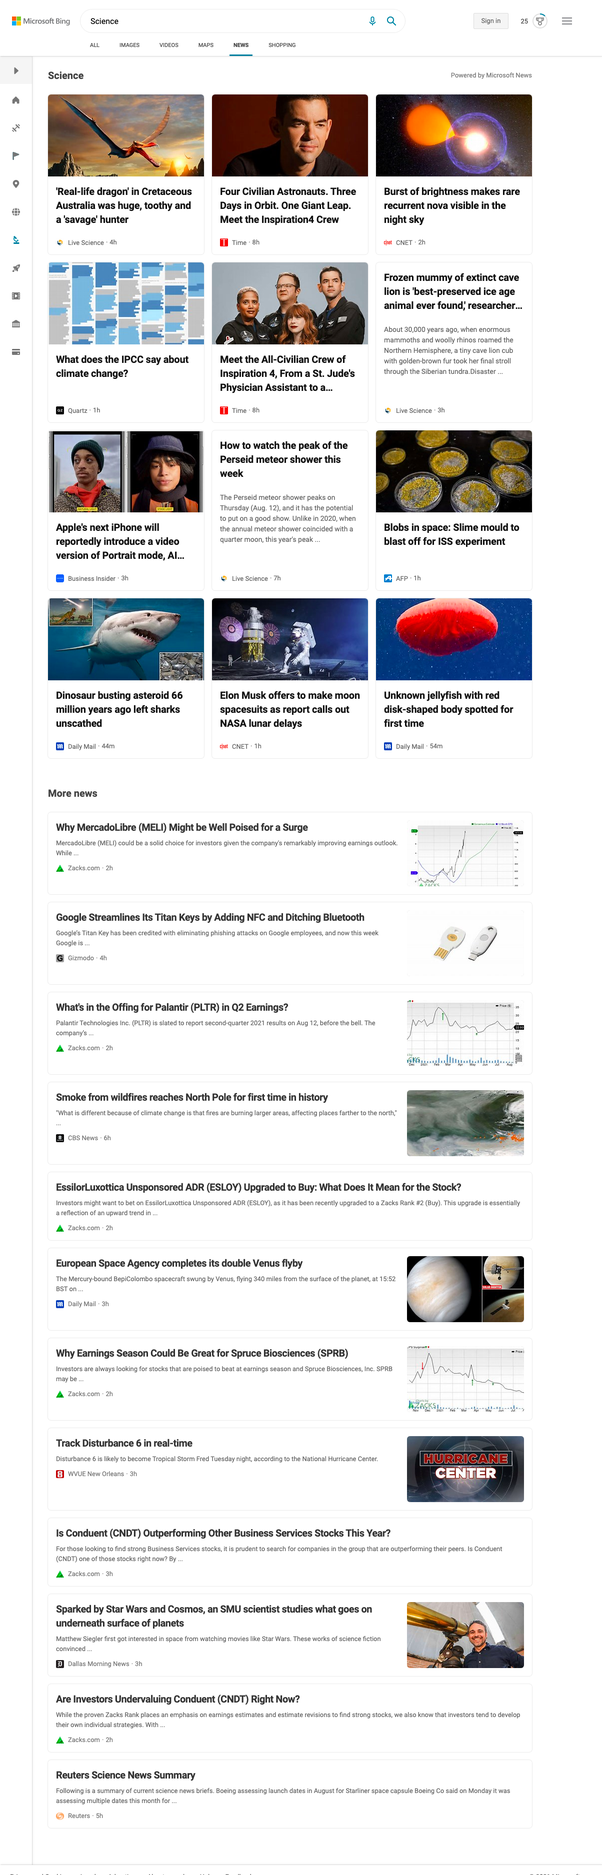 Microsoft Bing
Science
Sign in
25
ALL IMAGES VIDEOS MAPS NEWS SHOPPING
Science
Powered by Microsoft News
'Real-life dragon' in Cretaceous
Australia was huge, toothy and
a 'savage' hunter
Live Science · 4h
Four Civilian Astronauts. Three
Days in Orbit. One Giant Leap.
Meet the Inspiration4 Crew
Time · 8h
Burst of brightness makes rare
recurrent nova visible in the
night sky
CNET · 2h
What does the IPCC say about
climate change?
Quartz · 1h
Meet the All-Civilian Crew of
Inspiration 4, From a St. Jude's
Physician Assistant to a...
Time · 8h
Frozen mummy of extinct cave
lion is 'best-preserved ice age
animal ever found,' researcher...
About 30,000 years ago, when enormous
mammoths and woolly rhinos roamed the
Northern Hemisphere, a tiny cave lion cub
with golden-brown fur took her final stroll
through the Siberian tundra.Disaster ...
Live Science · 3h
Apple's next iPhone will
reportedly introduce a video
version of Portrait mode, AI...
Business Insider · 3h
How to watch the peak of the
Perseid meteor shower this
week
The Perseid meteor shower peaks on
Thursday (Aug. 12), and it has the potential
to put on a good show. Unlike in 2020, when
the annual meteor shower coincided with a
quarter moon, this year's peak ...
Live Science · 7h
Blobs in space: Slime mould to
blast off for ISS experiment
AFP · 1h
Dinosaur busting asteroid 66
million years ago left sharks
unscathed
Daily Mail · 44m
Elon Musk offers to make moon
spacesuits as report calls out
NASA lunar delays
CNET · 1h
Unknown jellyfish with red
disk-shaped body spotted for
first time
Daily Mail · 54m
More news
Why MercadoLibre (MELI) Might be Well Poised for a Surge
MercadoLibre (MELI) could be a solid choice for investors given the company's remarkably improving earnings outlook.
While ...
Zacks.com · 2h
Google Streamlines Its Titan Keys by Adding NFC and Ditching Bluetooth
Google's Titan Key has been credited with eliminating phishing attacks on Google employees, and now this week
Google is ...
Gizmodo · 4h
What's in the Offing for Palantir (PLTR) in Q2 Earnings?
Palantir Technologies Inc. (PLTR) is slated to report second-quarter 2021 results on Aug 12, before the bell. The
company's ...
Zacks.com · 2h
Smoke from wildfires reaches North Pole for first time in history
"What is different because of climate change is that fires are burning larger areas, affecting places farther to the north,"
...
CBS News · 6h
EssilorLuxottica Unsponsored ADR (ESLOY) Upgraded to Buy: What Does It Mean for the Stock?
Investors might want to bet on EssilorLuxottica Unsponsored ADR (ESLOY), as it has been recently upgraded to a Zacks Rank #2 (Buy). This upgrade is essentially
a reflection of an upward trend in ...
Zacks.com · 2h
European Space Agency completes its double Venus flyby
The Mercury-bound BepiColombo spacecraft swung by Venus, flying 340 miles from the surface of the planet, at 15:52
BST on ...
Daily Mail · 3h
Why Earnings Season Could Be Great for Spruce Biosciences (SPRB)
Investors are always looking for stocks that are poised to beat at earnings season and Spruce Biosciences, Inc. SPRB
may be ...
Zacks.com · 2h
ZACKS
Track Disturbance 6 in real-time
Disturbance 6 is likely to become Tropical Storm Fred Tuesday night, according to the National Hurricane Center.
WVUE New Orleans · 3h
HURRICANE
CENTER
Is Conduent (CNDT) Outperforming Other Business Services Stocks This Year?
For those looking to find strong Business Services stocks, it is prudent to search for companies in the group that are outperforming their peers. Is Conduent
(CNDT) one of those stocks right now? By ...
Zacks.com · 3h
Sparked by Star Wars and Cosmos, an SMU scientist studies what goes on
underneath surface of planets
Matthew Siegler first got interested in space from watching movies like Star Wars. These works of science fiction
convinced ...
Dallas Morning News · 3h
Are Investors Undervaluing Conduent (CNDT) Right Now?
While the proven Zacks Rank places an emphasis on earnings estimates and estimate revisions to find strong stocks, we also know that investors tend to develop
their own individual strategies. With ...
Zacks.com · 2h
Reuters Science News Summary
Following is a summary of current science news briefs. Boeing assessing launch dates in August for Starliner space capsule Boeing Co said on Monday it was
assessing multiple dates this month for ...
Reuters · 5h